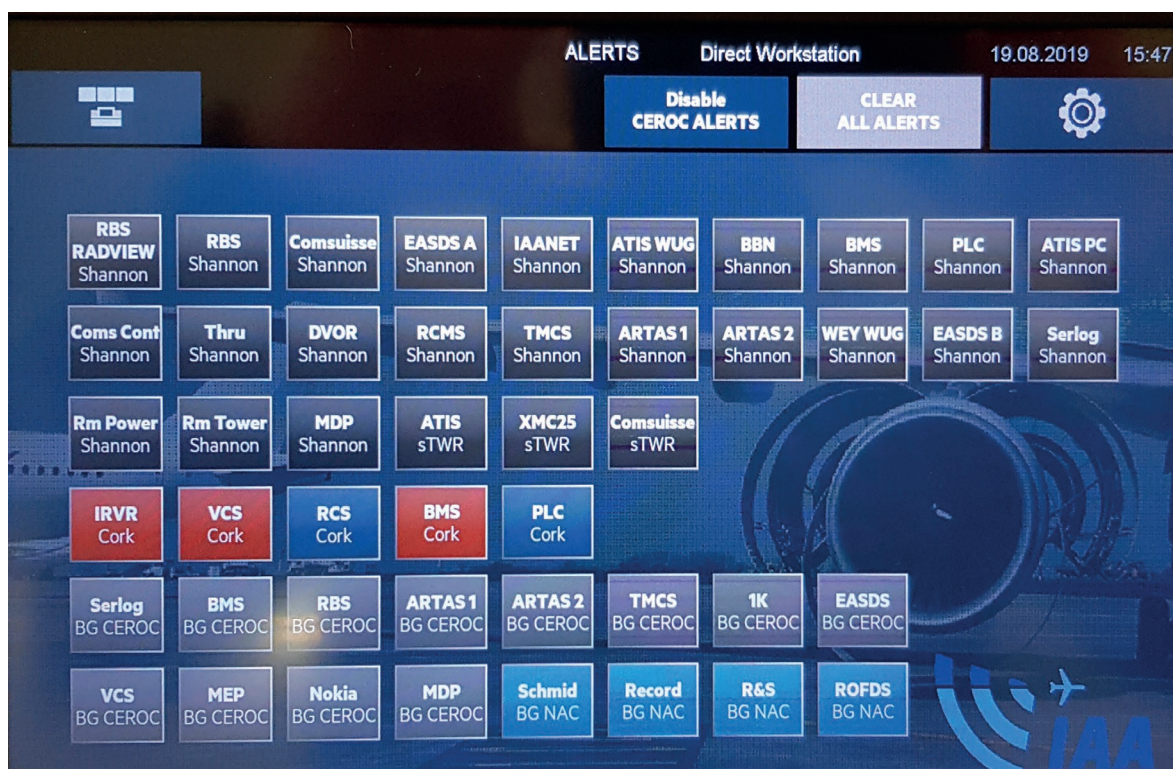 ALERTS Direct Workstation 19.08.2019 15:47
Disable
CEROC ALERTS
CLEAR
ALL ALERTS
RBS
RADVIEW
Shannon
RBS
Shannon
Comsuisse
Shannon
EASDS A
Shannon
IAANET
Shannon
ATIS WUG
Shannon
BBN
Shannon
BMS
Shannon
PLC
Shannon
ATIS PC
Shannon
Coms Cont
Shannon
Thru
Shannon
DVOR
Shannon
RCMS
Shannon
TMCS
Shannon
ARTAS 1
Shannon
ARTAS 2
Shannon
WEY WUG
Shannon
EASDS B
Shannon
Serlog
Shannon
Rm Power
Shannon
Rm Tower
Shannon
MDP
Shannon
ATIS
sTWR
XMC25
sTWR
Comsuisse
sTWR
IRVR
Cork
VCS
Cork
RCS
Cork
BMS
Cork
PLC
Cork
Serlog
BG CEROC
BMS
BG CEROC
RBS
BG CEROC
ARTAS 1
BG CEROC
ARTAS 2
BG CEROC
TMCS
BG CEROC
1K
BG CEROC
EASDS
BG CEROC
VCS
BG CEROC
MEP
BG CEROC
Nokia
BG CEROC
MDP
BG CEROC
Schmid
BG NAC
Record
BG NAC
R&S
BG NAC
ROFDS
BG NAC
IAA